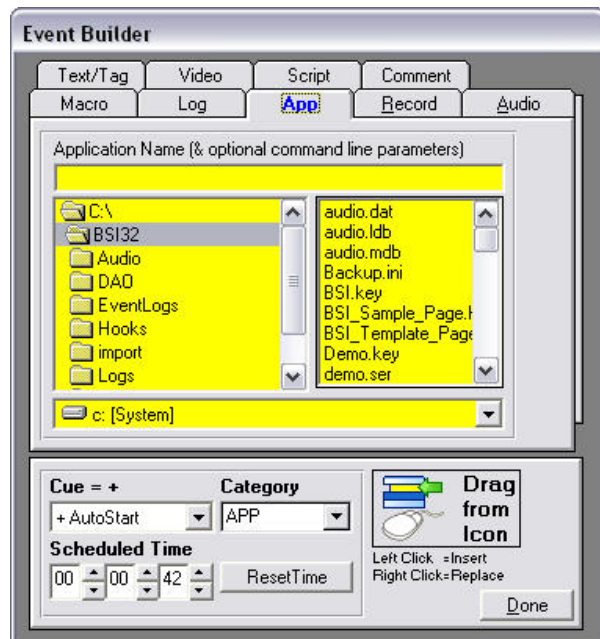 Event Builder
Text/Tag Video Script Comment
Macro Log App Record Audio
Application Name (& optional command line parameters)
C:\
BSI32
Audio
DAO
EventLogs
Hooks
import
Logs
audio.dat
audio.ldb
audio.mdb
Backup.ini
BSI.key
BSI_Sample_Page.H
BSI_Template_Page
Demo.key
demo.ser
c: [System]
Cue = + Category
+ AutoStart APP
Scheduled Time
00 00 42 ResetTime
Drag
from
Icon
Left Click =Insert
Right Click=Replace
Done